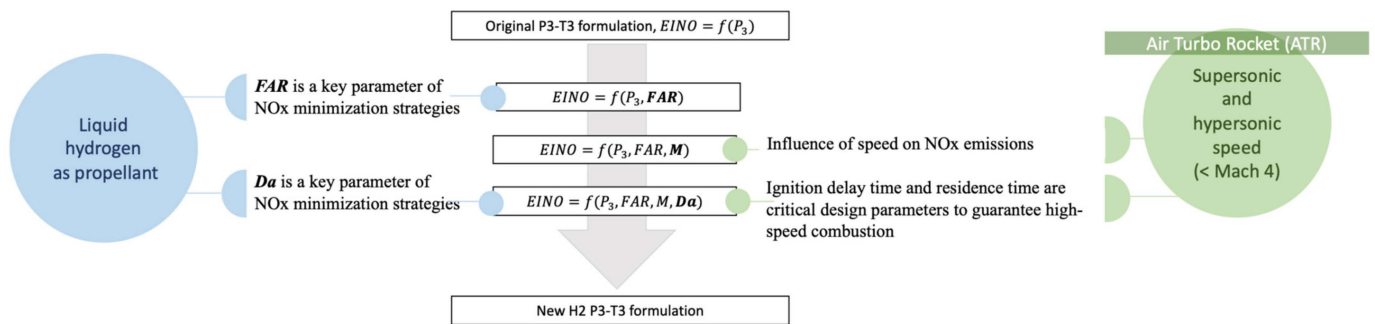 Original P3-T3 formulation, EINO = f(P₃)
Liquid
hydrogen
as propellant
FAR is a key parameter of
NOx minimization strategies
Da is a key parameter of
NOx minimization strategies
EINO = f(P₃, FAR)
EINO = f(P₃, FAR, M)
EINO = f(P₃, FAR, M, Da)
Influence of speed on NOx emissions
Ignition delay time and residence time are
critical design parameters to guarantee high-
speed combustion
Air Turbo Rocket (ATR)
Supersonic
and
hypersonic
speed
(< Mach 4)
New H2 P3-T3 formulation